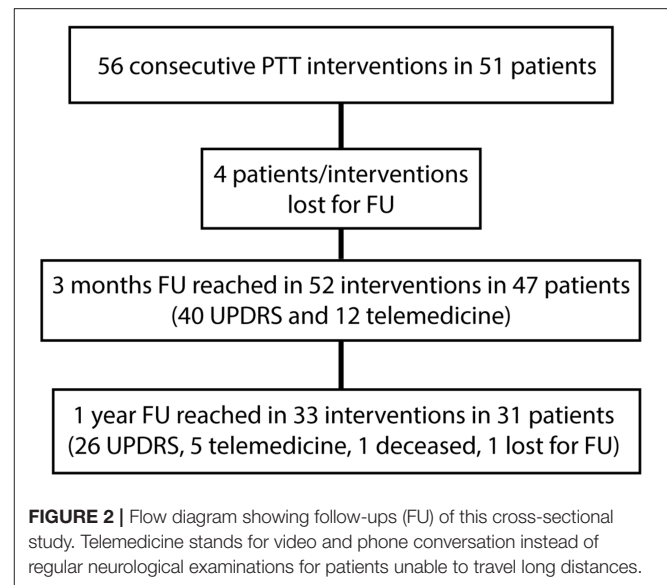 56 consecutive PTT interventions in 51 patients
4 patients/interventions
lost for FU
3 months FU reached in 52 interventions in 47 patients
(40 UPDRS and 12 telemedicine)
1 year FU reached in 33 interventions in 31 patients
(26 UPDRS, 5 telemedicine, 1 deceased, 1 lost for FU)
FIGURE 2 | Flow diagram showing follow-ups (FU) of this cross-sectional
study. Telemedicine stands for video and phone conversation instead of
regular neurological examinations for patients unable to travel long distances.